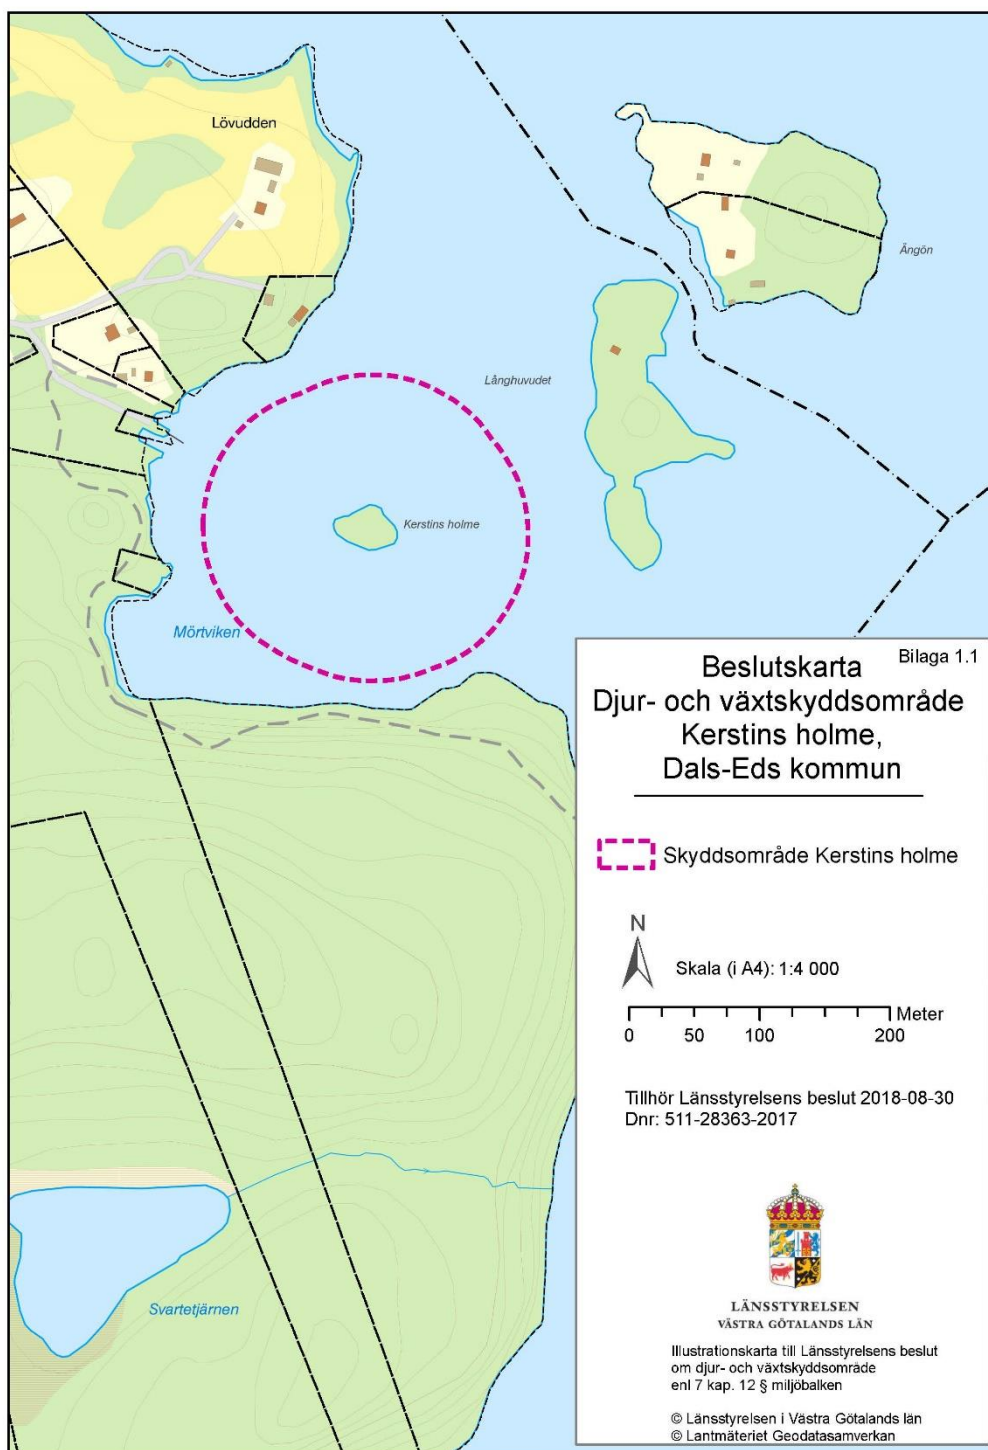 Lövudden
Ängön
Långhuvudet
Kerstins holme
Mörtviken
Svartetjärnen
Bilaga 1.1
Beslutskarta
Djur- och växtskyddsområde
Kerstins holme,
Dals-Eds kommun
Skyddsområde Kerstins holme
N
Skala (i A4): 1:4 000
Meter
0 50 100 200
Tillhör Länsstyrelsens beslut 2018-08-30
Dnr: 511-28363-2017
LÄNSSTYRELSEN
VÄSTRA GÖTALANDS LÄN
Illustrationskarta till Länsstyrelsens beslut
om djur- och växtskyddsområde
enl 7 kap. 12 § miljöbalken
© Länsstyrelsen i Västra Götalands län
© Lantmäteriet Geodatasamverkan